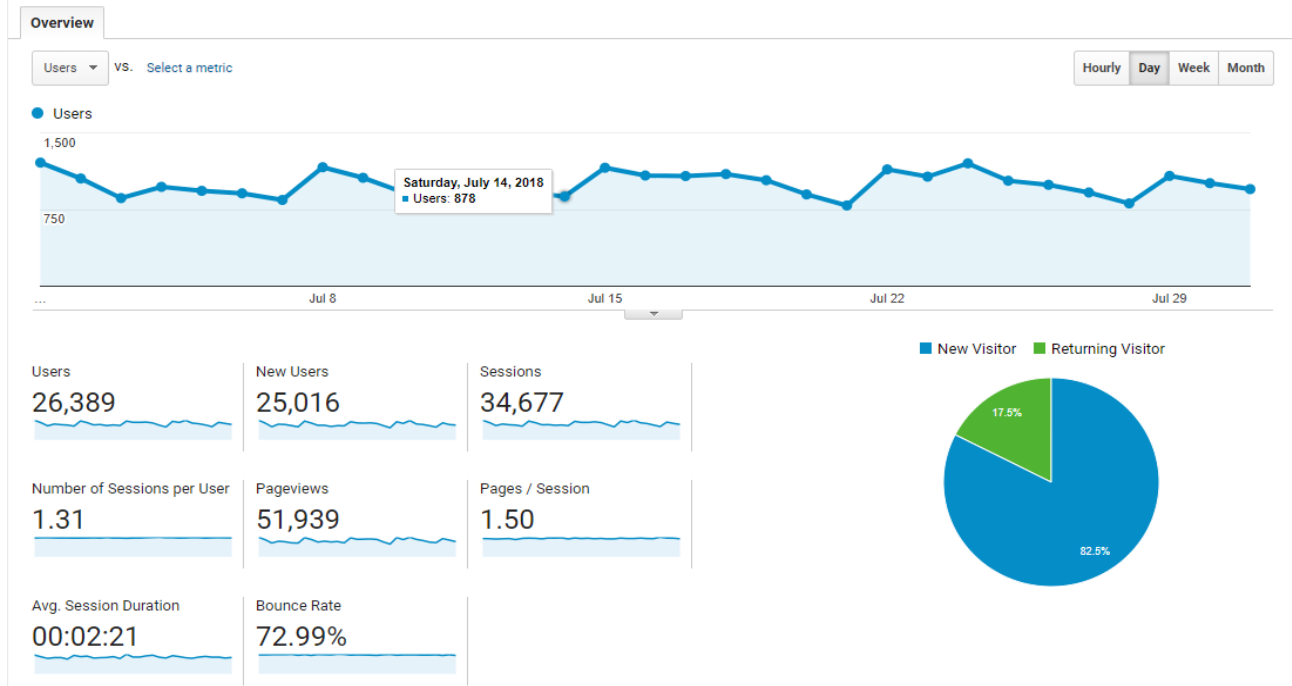 Overview
Users VS. Select a metric
Hourly Day Week Month
Users
1,500
Saturday, July 14, 2018
Users: 878
750
... Jul 8 Jul 15 Jul 22 Jul 29
New Visitor Returning Visitor
Users New Users Sessions
26,389 25,016 34,677
17.5%
Number of Sessions per User Pageviews Pages / Session
1.31 51,939 1.50
82.5%
Avg. Session Duration Bounce Rate
00:02:21 72.99%